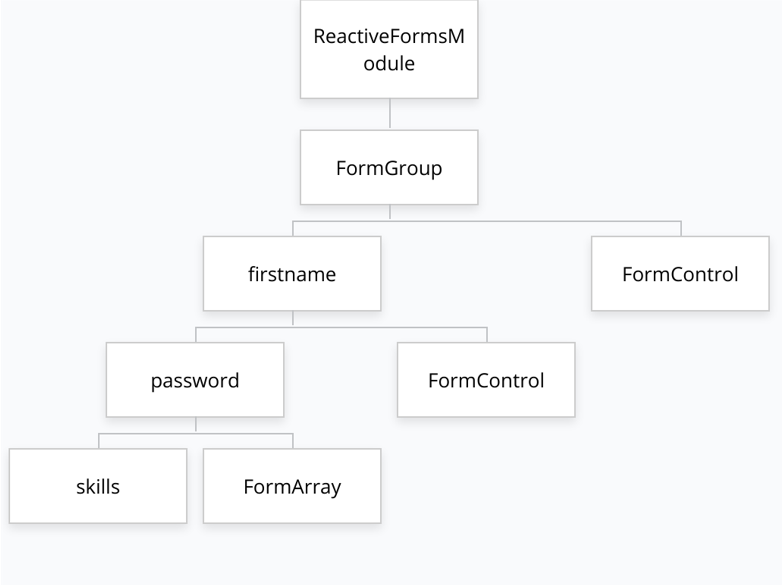 ReactiveFormsM
odule
FormGroup
firstname
FormControl
password
FormControl
skills
FormArray